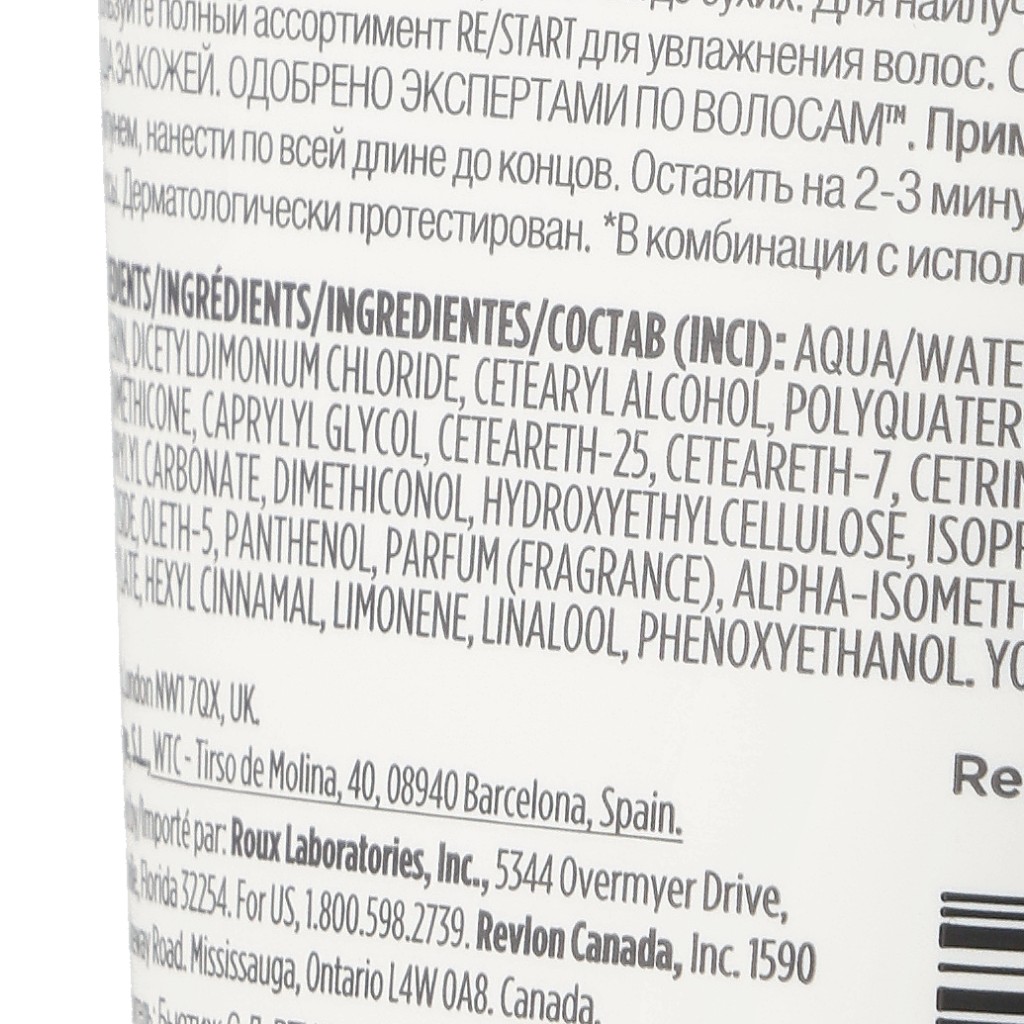 полный ассортимент RE/START для увлажнения волос.
ЗА КОЖЕЙ. ОДОБРЕНО ЭКСПЕРТАМИ ПО ВОЛОСАМ™. Прим
нанести по всей длине до концов. Оставить на 2-3 мину
Дерматологически протестирован. *В комбинации с испол
DIENTS/INGRÉDIENTS/INGREDIENTES/COCTAB (INCI): AQUA/WATE
DICETYLDIMONIUM CHLORIDE, CETEARYL ALCOHOL, POLYQUATER
METHICONE, CAPRYLYL GLYCOL, CETEARETH-25, CETEARETH-7, CETRIM
CARBONATE, DIMETHICONOL, HYDROXYETHYLCELLULOSE, ISOPR
OLETH-5, PANTHENOL, PARFUM (FRAGRANCE), ALPHA-ISOMETH
HEXYL CINNAMAL, LIMONENE, LINALOOL, PHENOXYETHANOL. YO
London NW1 7QX, UK.
S.L., WTC - Tirso de Molina, 40, 08940 Barcelona, Spain.
Importé par: Roux Laboratories, Inc., 5344 Overmyer Drive,
Florida 32254. For US, 1.800.598.2739. Revlon Canada, Inc. 1590
Road. Mississauga, Ontario L4W 0A8. Canada.
Re